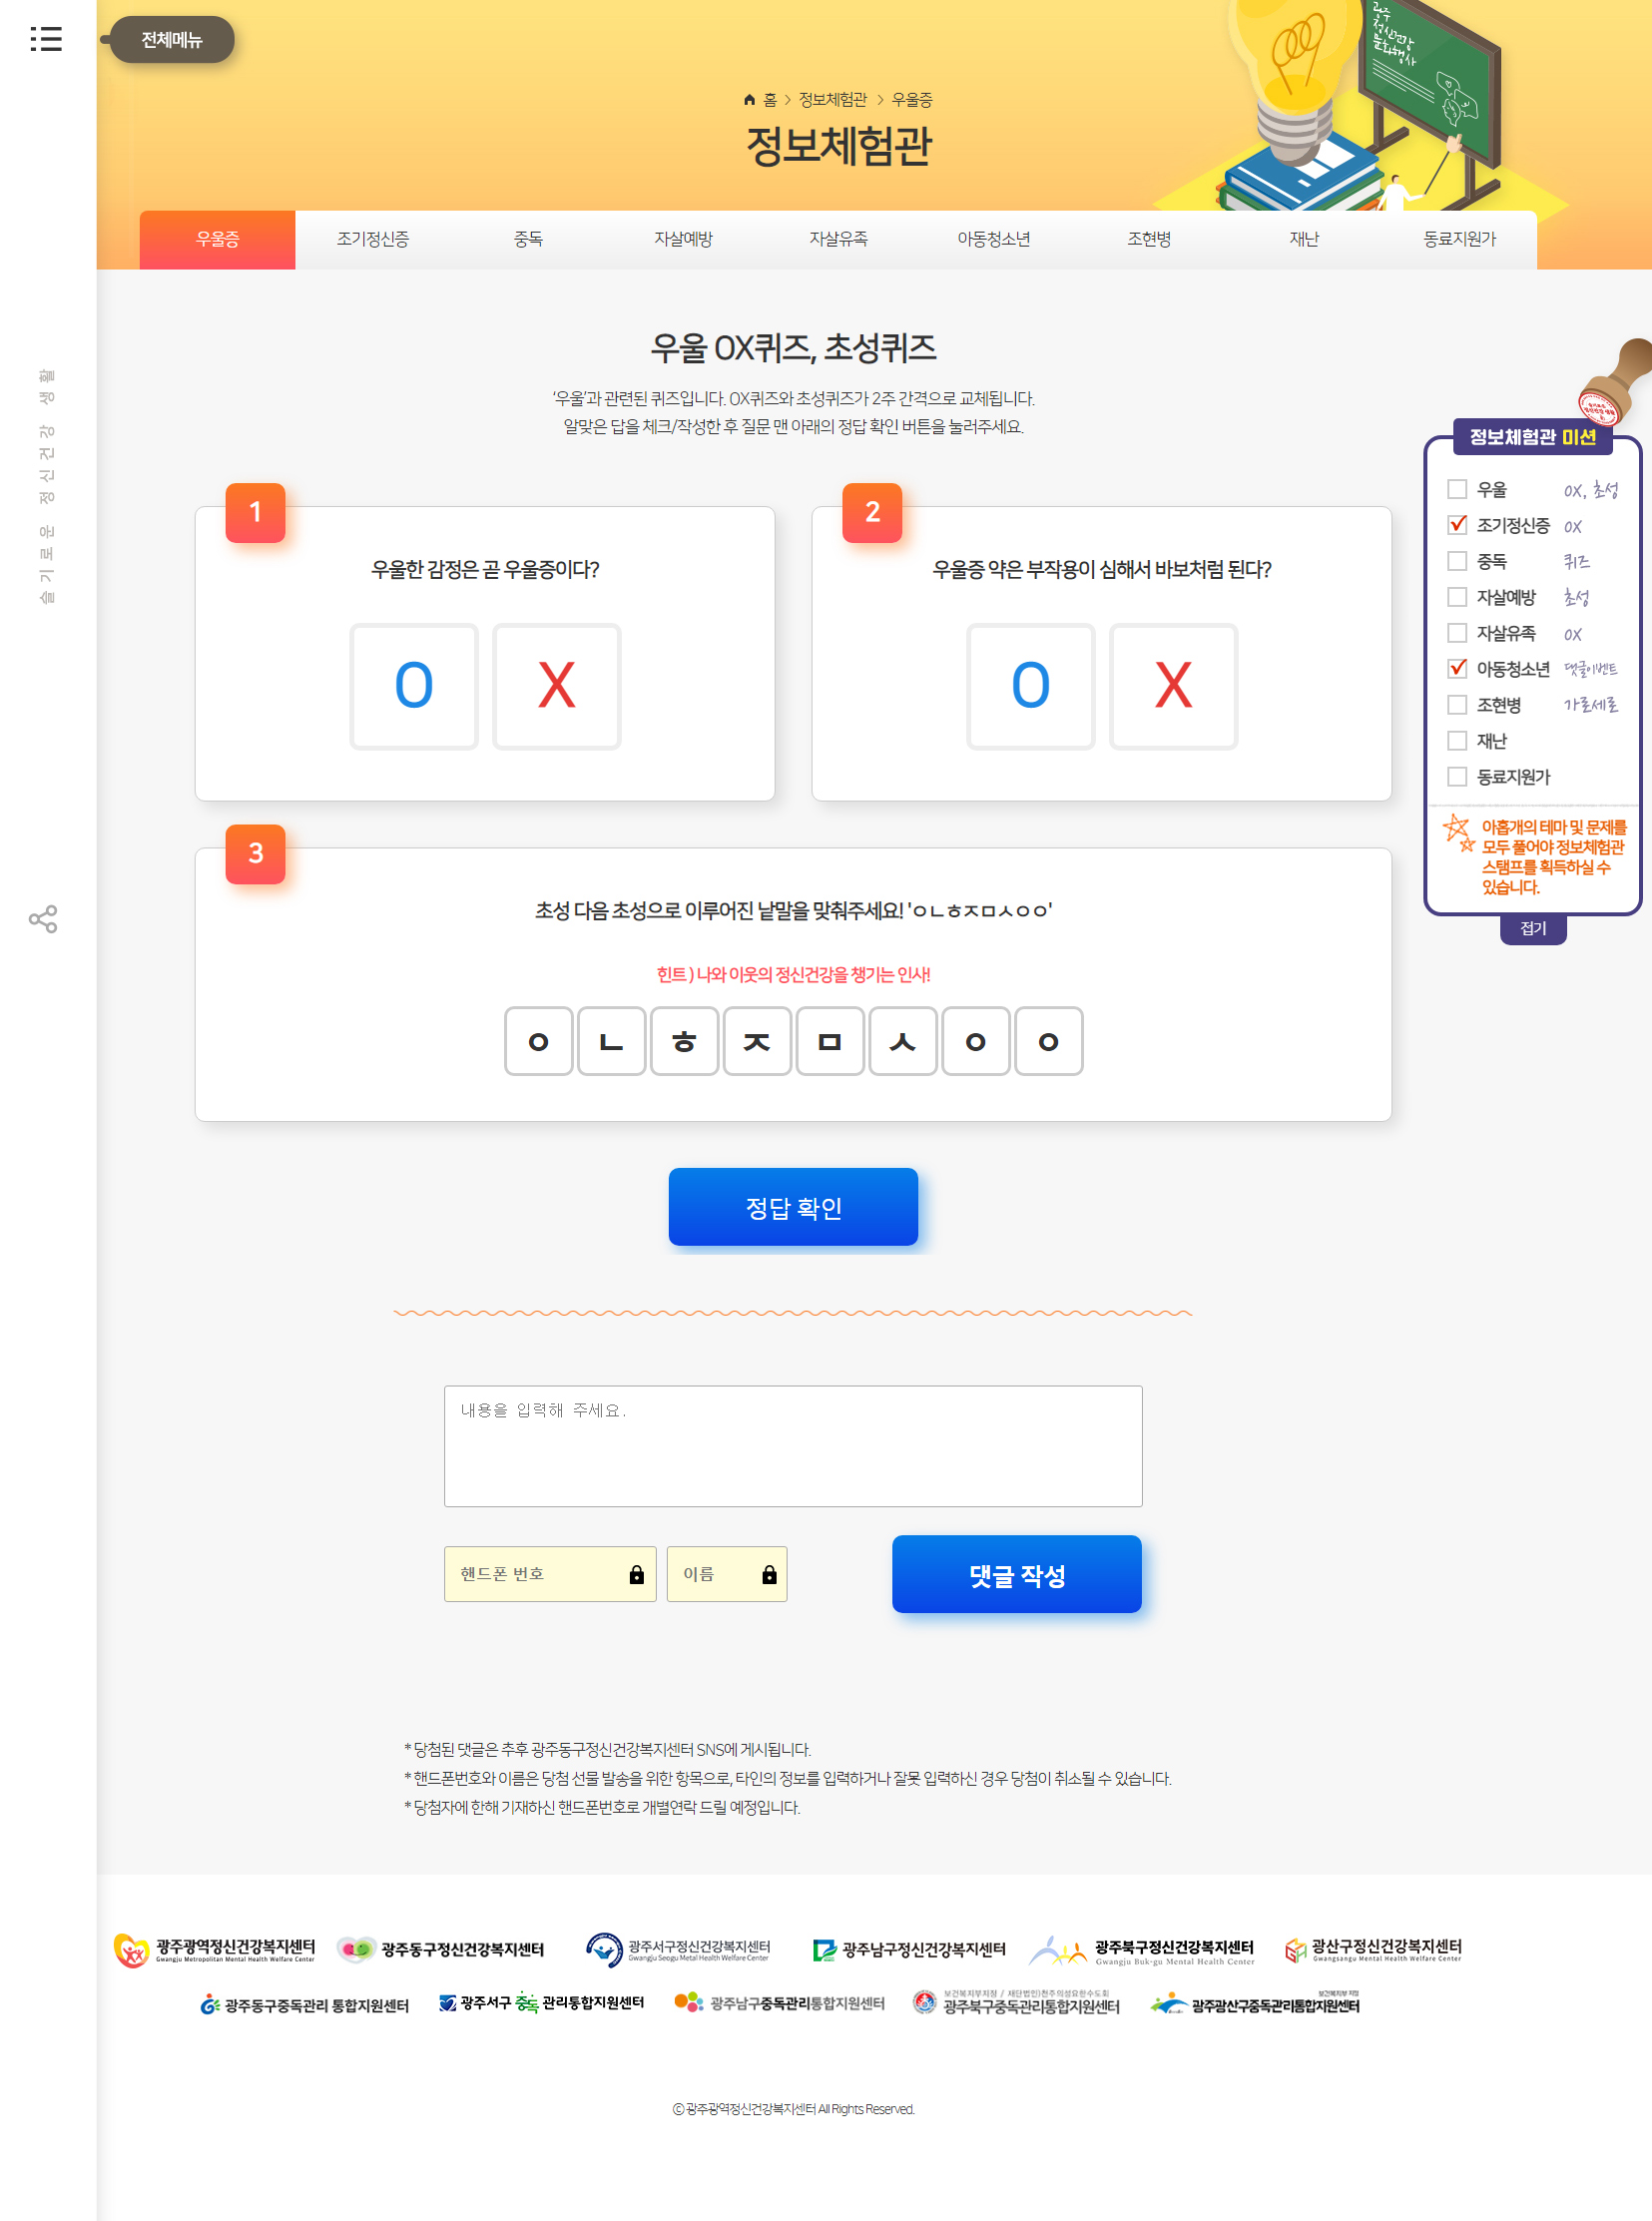 전체메뉴
홈 > 정보체험관 > 우울증
정보체험관
광주
정신건강
문화행사
우울증 조기정신증 중독 자살예방 자살유족 아동청소년 조현병 재난 동료지원가
슬기로운 정신건강 생활
우울 OX퀴즈, 초성퀴즈
'우울'과 관련된 퀴즈입니다. OX퀴즈와 초성퀴즈가 2주 간격으로 교체됩니다.
알맞은 답을 체크/작성한 후 질문 맨 아래의 정답 확인 버튼을 눌러주세요.
1
우울한 감정은 곧 우울증이다?
O X
2
우울증 약은 부작용이 심해서 바보처럼 된다?
O X
3
초성 다음 초성으로 이루어진 낱말을 맞춰주세요! 'ㅇㄴㅎㅈㅁㅅㅇㅇ'
힌트 ) 나와 이웃의 정신건강을 챙기는 인사!
ㅇ ㄴ ㅎ ㅈ ㅁ ㅅ ㅇ ㅇ
정답 확인
정보체험관 미션
우울 OX, 초성
조기정신증 OX
중독 퀴즈
자살예방 초성
자살유족 OX
아동청소년 댓글이벤트
조현병 가로세로
재난
동료지원가
아홉개의 테마 및 문제를
모두 풀어야 정보체험관
스탬프를 획득하실 수
있습니다.
접기
내용을 입력해 주세요.
핸드폰 번호 이름 댓글 작성
* 당첨된 댓글은 추후 광주동구정신건강복지센터 SNS에 게시됩니다.
* 핸드폰번호와 이름은 당첨 선물 발송을 위한 항목으로, 타인의 정보를 입력하거나 잘못 입력하신 경우 당첨이 취소될 수 있습니다.
* 당첨자에 한해 기재하신 핸드폰번호로 개별연락 드릴 예정입니다.
광주광역정신건강복지센터
Gwangju Metropolitan Mental Health Welfare Center
광주동구정신건강복지센터
광주서구정신건강복지센터
Gwangju Seogu Metal Health Welfare Center
광주남구정신건강복지센터
광주북구정신건강복지센터
Gwangju Buk-gu Mental Health Center
광산구정신건강복지센터
Gwangsangu Mental Health Welfare Center
광주동구중독관리 통합지원센터
광주서구 중독 관리통합지원센터
광주남구중독관리통합지원센터
보건복지부지정 / 재단법인)천주의성요한수도회
광주북구중독관리통합지원센터
보건복지부 지정
광주광산구중독관리통합지원센터
© 광주광역정신건강복지센터 All Rights Reserved.